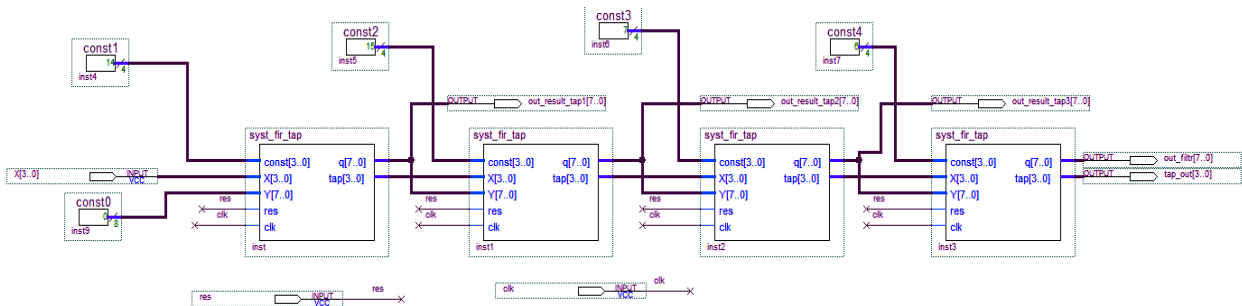 const1
14
4
inst4
const2
15
4
inst5
const3
7
4
inst6
const4
6
4
inst7
OUTPUT out_result_tap1[7..0]
OUTPUT out_result_tap2[7..0]
OUTPUT out_result_tap3[7..0]
syst_fir_tap
const[3..0] q[7..0]
X[3..0] tap[3..0]
Y[7..0]
res
clk
inst
syst_fir_tap
const[3..0] q[7..0]
X[3..0] tap[3..0]
Y[7..0]
res
clk
inst1
syst_fir_tap
const[3..0] q[7..0]
X[3..0] tap[3..0]
Y[7..0]
res
clk
inst2
syst_fir_tap
const[3..0] q[7..0]
X[3..0] tap[3..0]
Y[7..0]
res
clk
inst3
OUTPUT out_filtr[7..0]
OUTPUT tap_out[3..0]
X[3..0] INPUT
VCC
const0
0
8
inst9
res
clk
res
clk
res
clk
res
clk
res INPUT
VCC
res
clk INPUT
VCC
clk